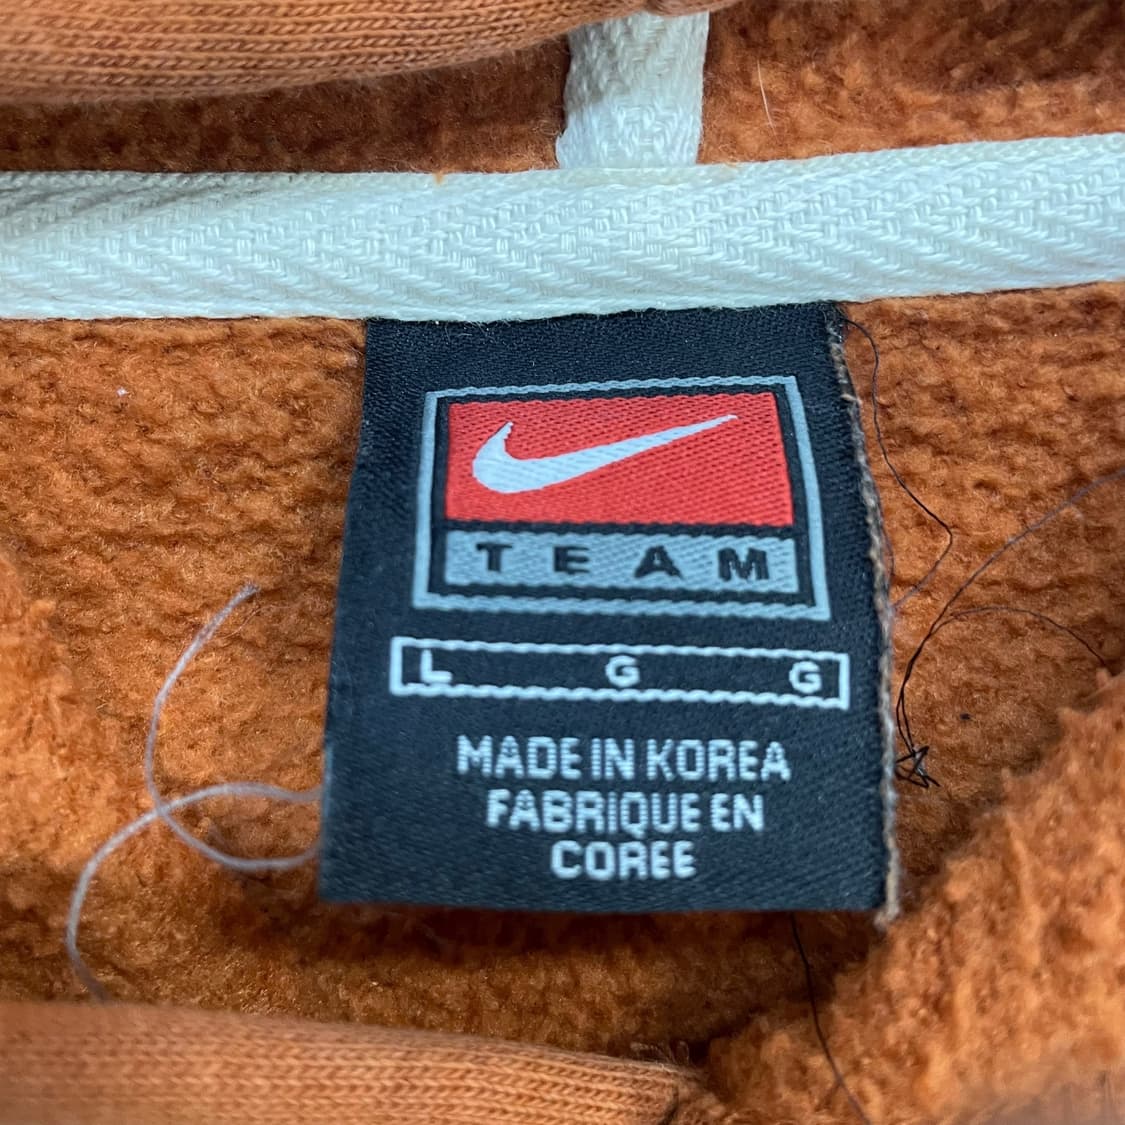 TEAM
L G G
MADE IN KOREA
FABRIQUE EN
COREE